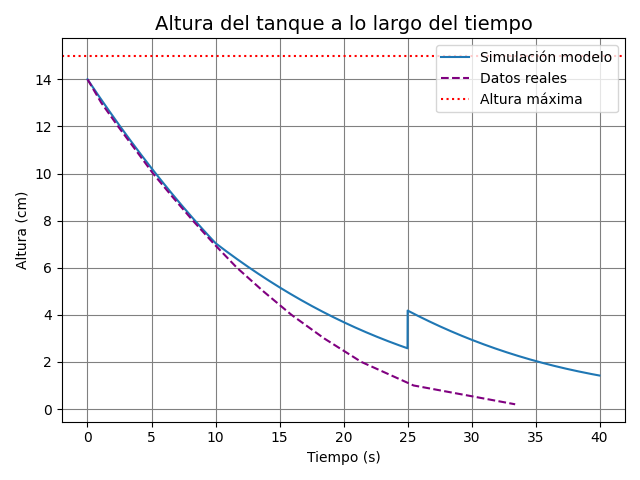 Altura del tanque a lo largo del tiempo
Simulación modelo
Datos reales
Altura máxima
Altura (cm)
14
12
10
8
6
4
2
0
0 5 10 15 20 25 30 35 40
Tiempo (s)